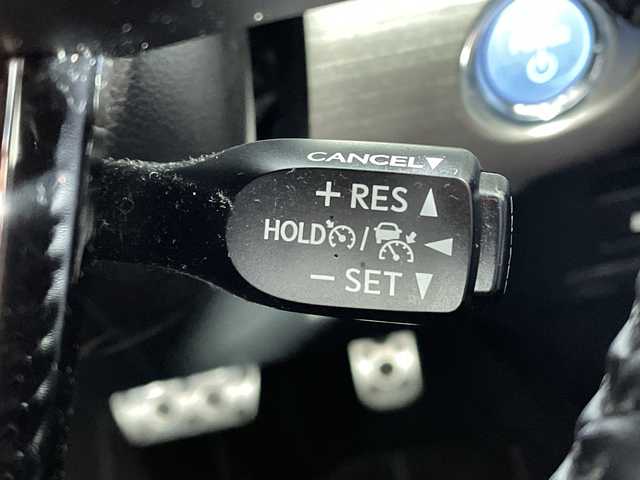 CANCEL▼
+ RES ▲
HOLD / ◀
− SET ▼